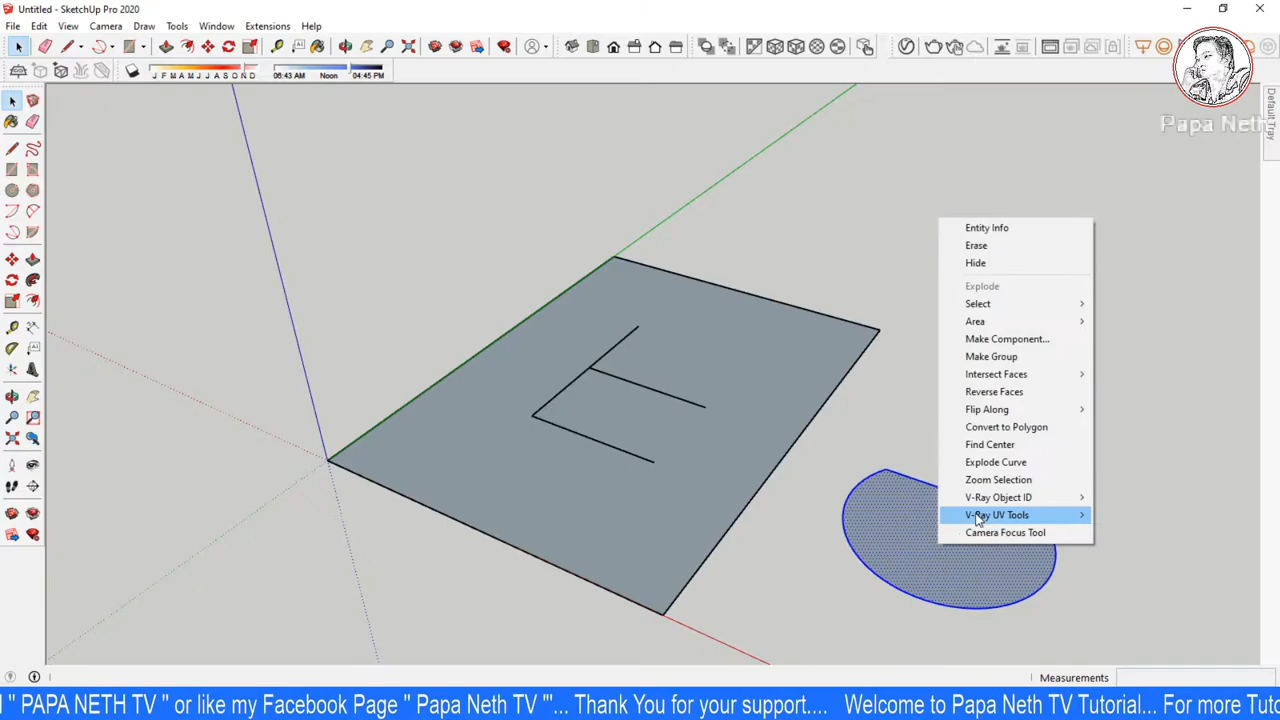 Untitled - SketchUp Pro 2020
File Edit View Camera Draw Tools Window Extensions Help
J F M A M J J A S O N D 06:43 AM Noon 04:45 PM
Papa Neth
Default Tray
Entity Info
Erase
Hide
Explode
Select
Area
Make Component...
Make Group
Intersect Faces
Reverse Faces
Flip Along
Convert to Polygon
Find Center
Explode Curve
Zoom Selection
V-Ray Object ID
V-Ray UV Tools
Camera Focus Tool
Measurements
" PAPA NETH TV " or like my Facebook Page " Papa Neth TV "'... Thank You for your support.... Welcome to Papa Neth TV Tutorial... For more Tuto